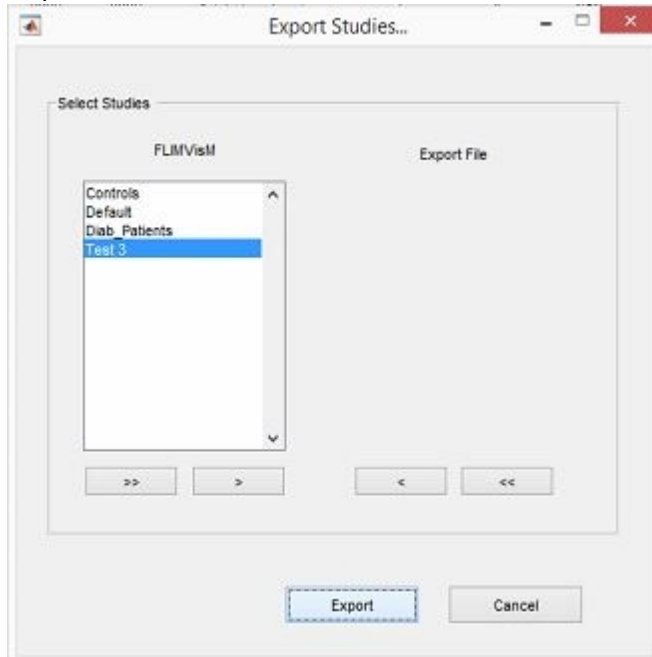 Export Studies...
Select Studies
FLIMVisM
Export File
Controls
Default
Diab_Patients
Test 3
>> > < <<
Export Cancel